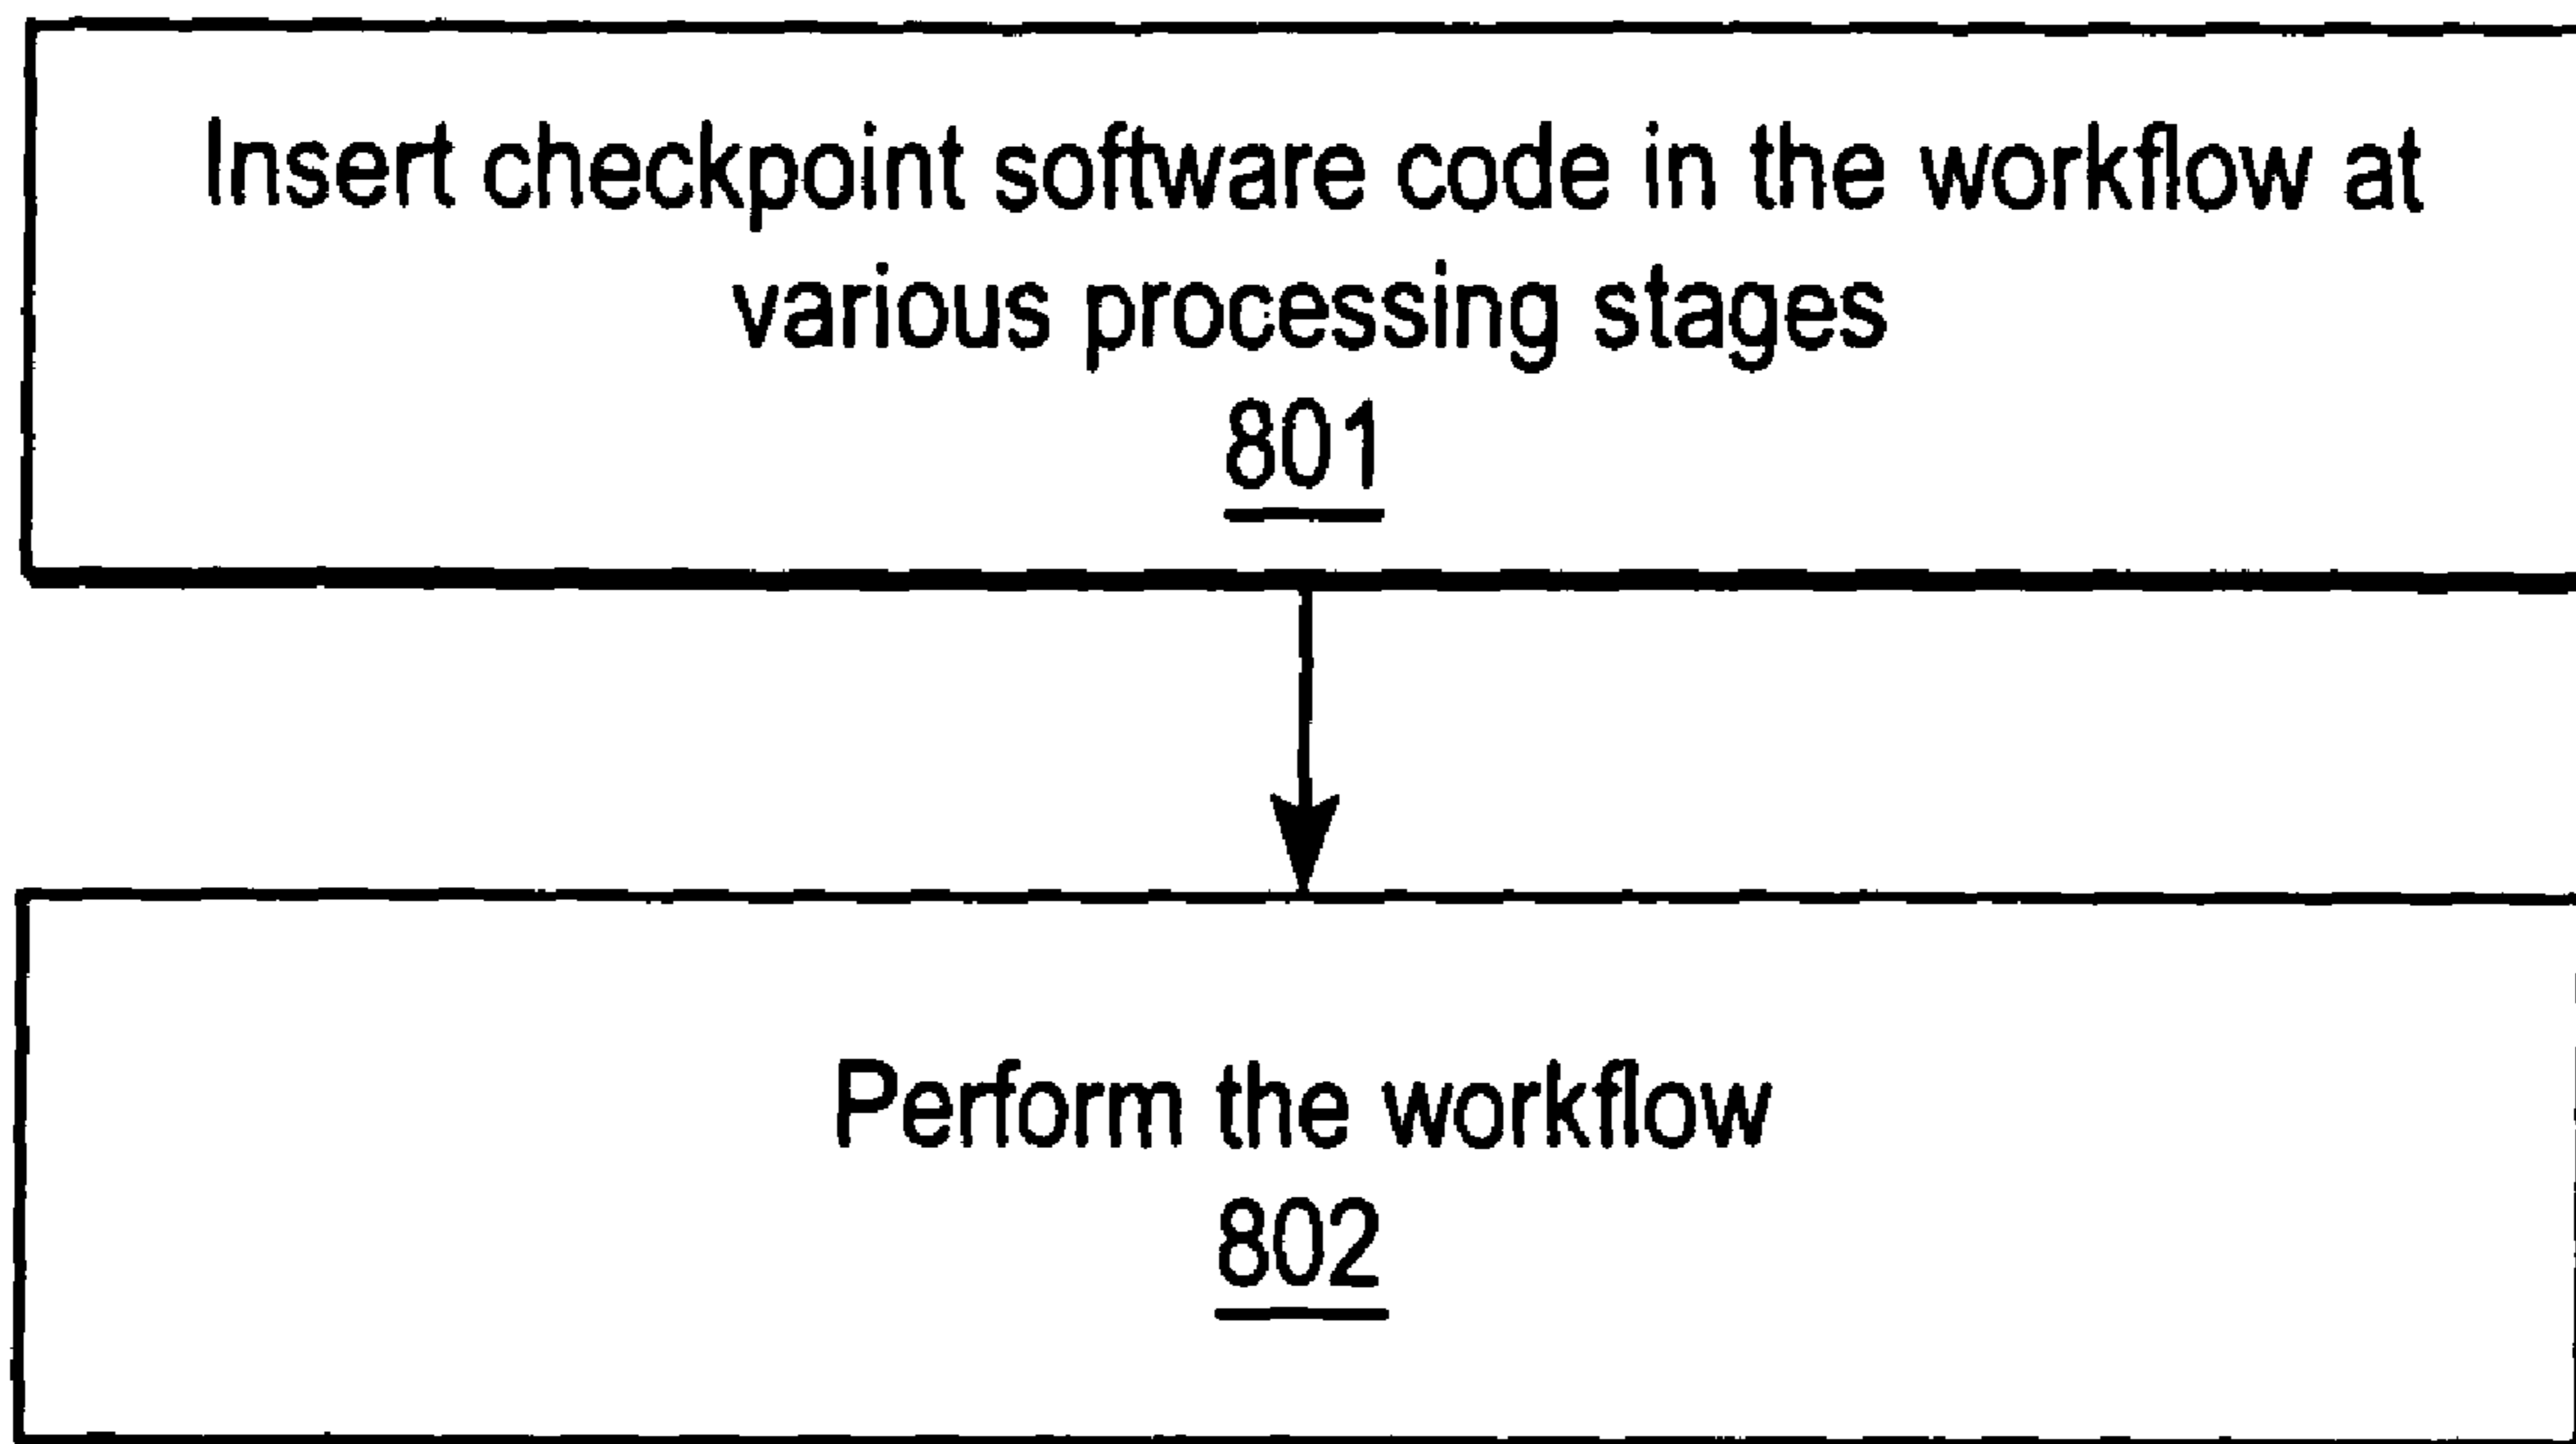 Insert checkpoint software code in the workflow at
various processing stages
801
Perform the workflow
802